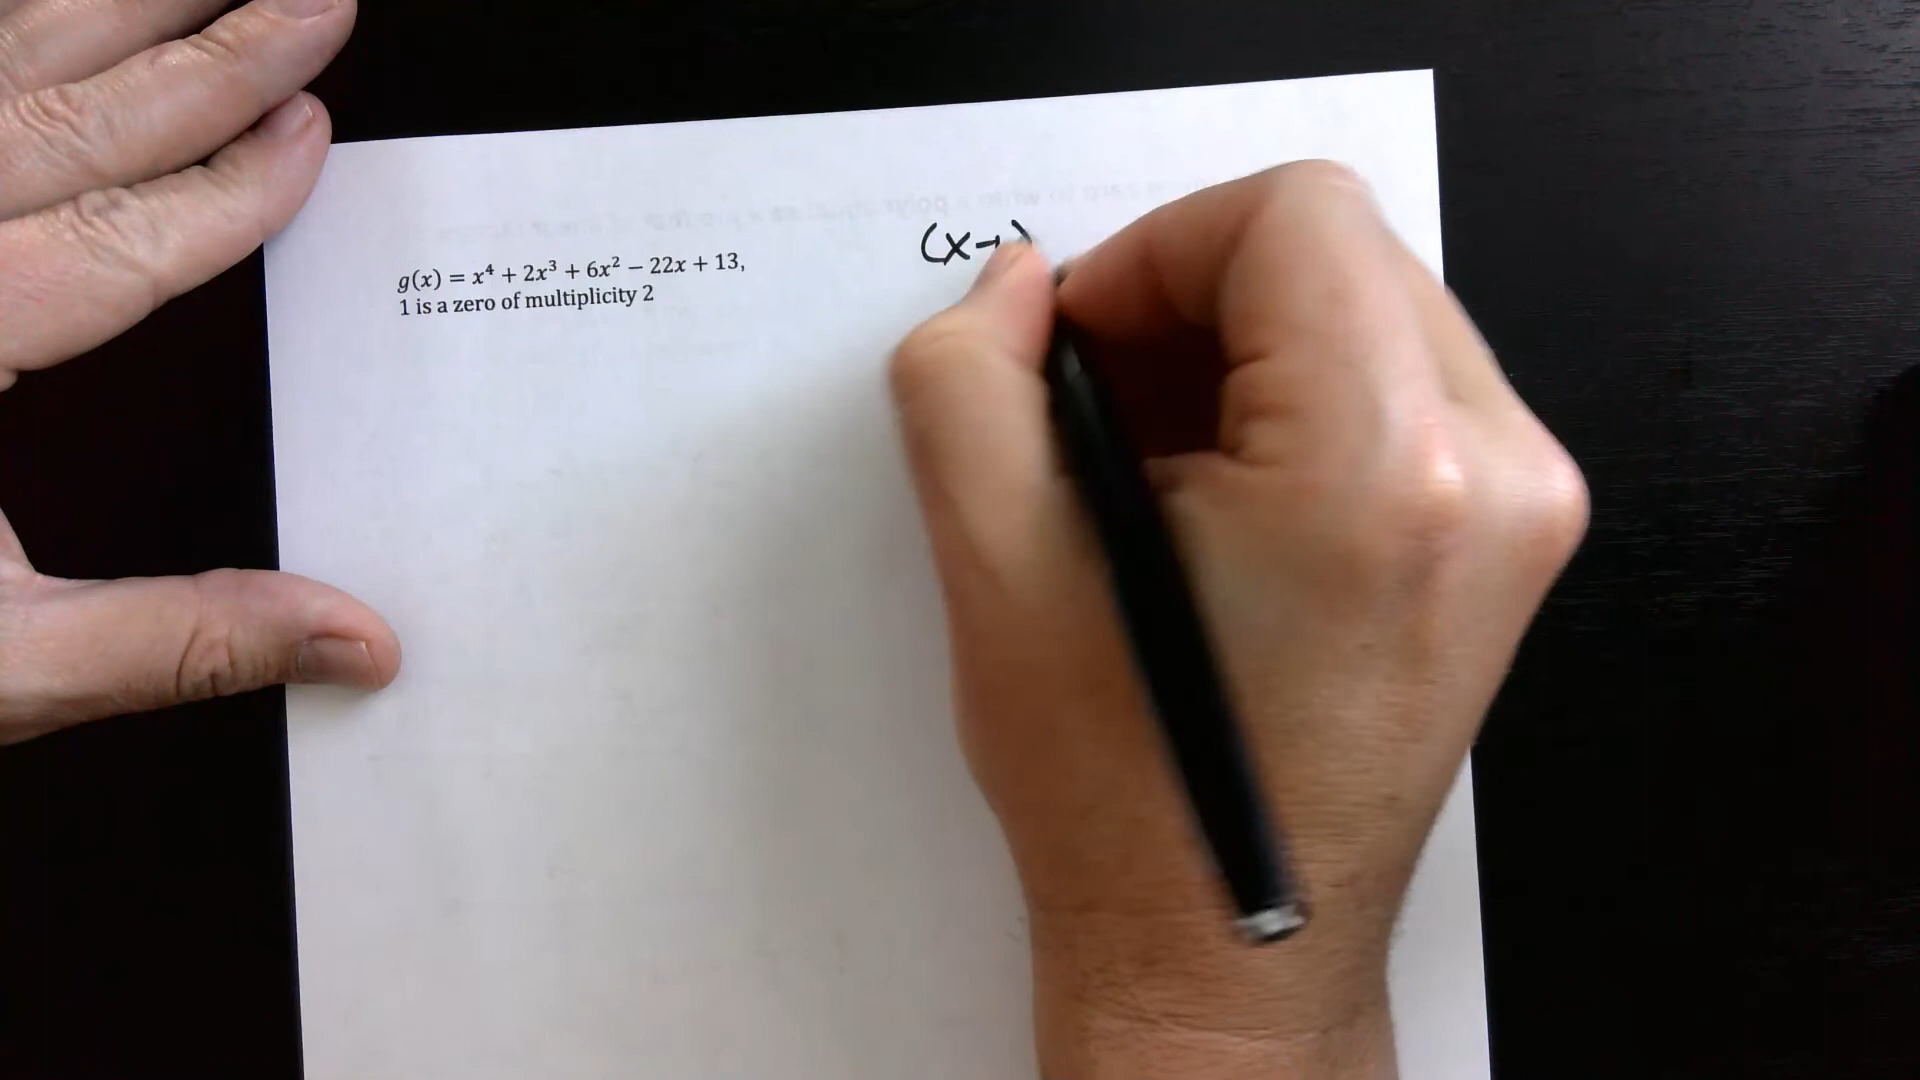 g(x) = x⁴ + 2x³ + 6x² − 22x + 13,
1 is a zero of multiplicity 2
(x-1)